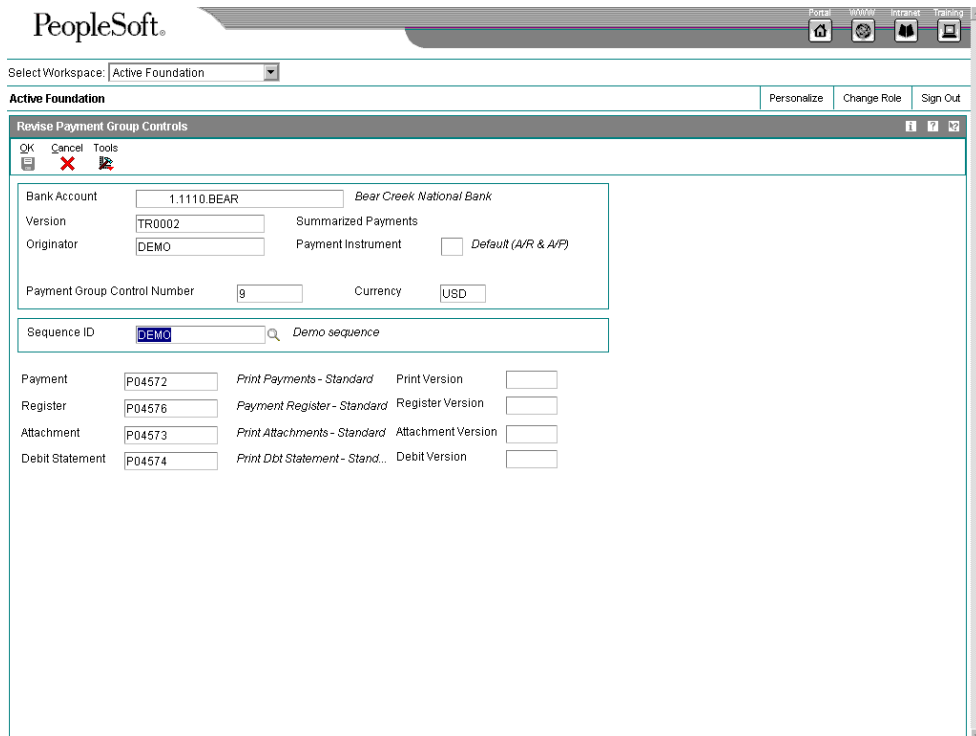 Portal WWW Intranet Training
PeopleSoft.
Select Workspace: Active Foundation
Active Foundation Personalize Change Role Sign Out
Revise Payment Group Controls
OK Cancel Tools
Bank Account 1.1110.BEAR Bear Creek National Bank
Version TR0002 Summarized Payments
Originator DEMO Payment Instrument Default (A/R & A/P)
Payment Group Control Number 9 Currency USD
Sequence ID DEMO Demo sequence
Payment P04572 Print Payments - Standard Print Version
Register P04576 Payment Register - Standard Register Version
Attachment P04573 Print Attachments - Standard Attachment Version
Debit Statement P04574 Print Dbt Statement - Stand... Debit Version